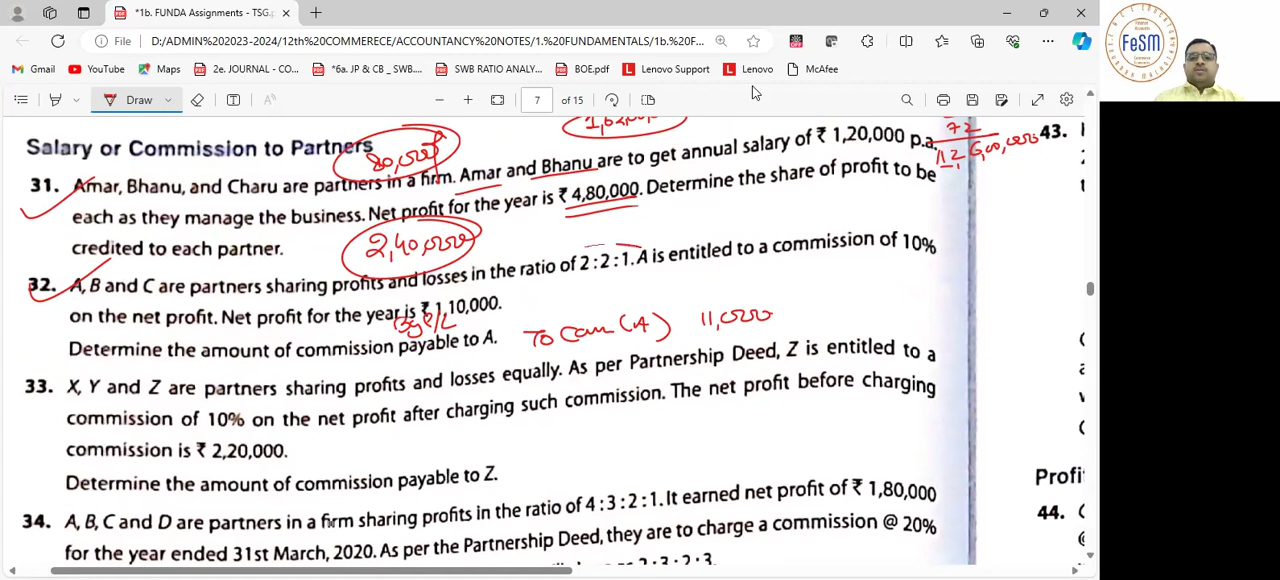 *1b. FUNDA Assignments - TSG.p
File
D:/ADMIN%202023-2024/12th%20COMMERECE/ACCOUNTANCE%20NOTES/1.%20FUNDAMENTALS/1b.%20F...
Gmail YouTube Maps 2e. JOURNAL - CO... *6a. JP & CB _SWB.... SWB RATIO ANALY... BOE.pdf Lenovo Support Lenovo McAfee
Draw
7 of 15
FeSM
Salary or Commission to Partners
80,000
72
6,00,000
43.
31. Amar, Bhanu, and Charu are partners in a firm. Amar and Bhanu are to get annual salary of ₹ 1,20,000 p.a.
each as they manage the business. Net profit for the year is ₹ 4,80,000. Determine the share of profit to be
credited to each partner.
2,40,000
32. A, B and C are partners sharing profits and losses in the ratio of 2 : 2 : 1. A is entitled to a commission of 10%
on the net profit. Net profit for the year is ₹ 1,10,000.
By P/L
Determine the amount of commission payable to A.
To Com (A) 11,000
33. X, Y and Z are partners sharing profits and losses equally. As per Partnership Deed, Z is entitled to a
commission of 10% on the net profit after charging such commission. The net profit before charging
commission is ₹ 2,20,000.
Determine the amount of commission payable to Z.
Profi
34. A, B, C and D are partners in a firm sharing profits in the ratio of 4 : 3 : 2 : 1. It earned net profit of ₹ 1,80,000
44.
for the year ended 31st March, 2020. As per the Partnership Deed, they are to charge a commission @ 20%